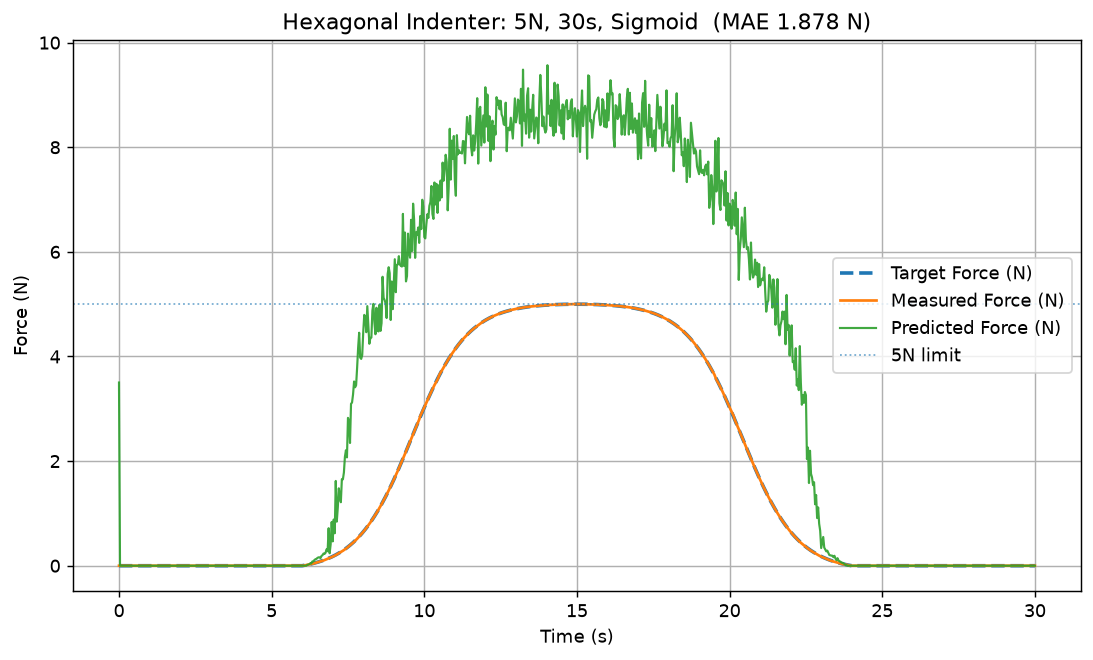 Hexagonal Indenter: 5N, 30s, Sigmoid  (MAE 1.878 N)
10
8
6
4
2
0
Force (N)
Target Force (N)
Measured Force (N)
Predicted Force (N)
5N limit
0 5 10 15 20 25 30
Time (s)